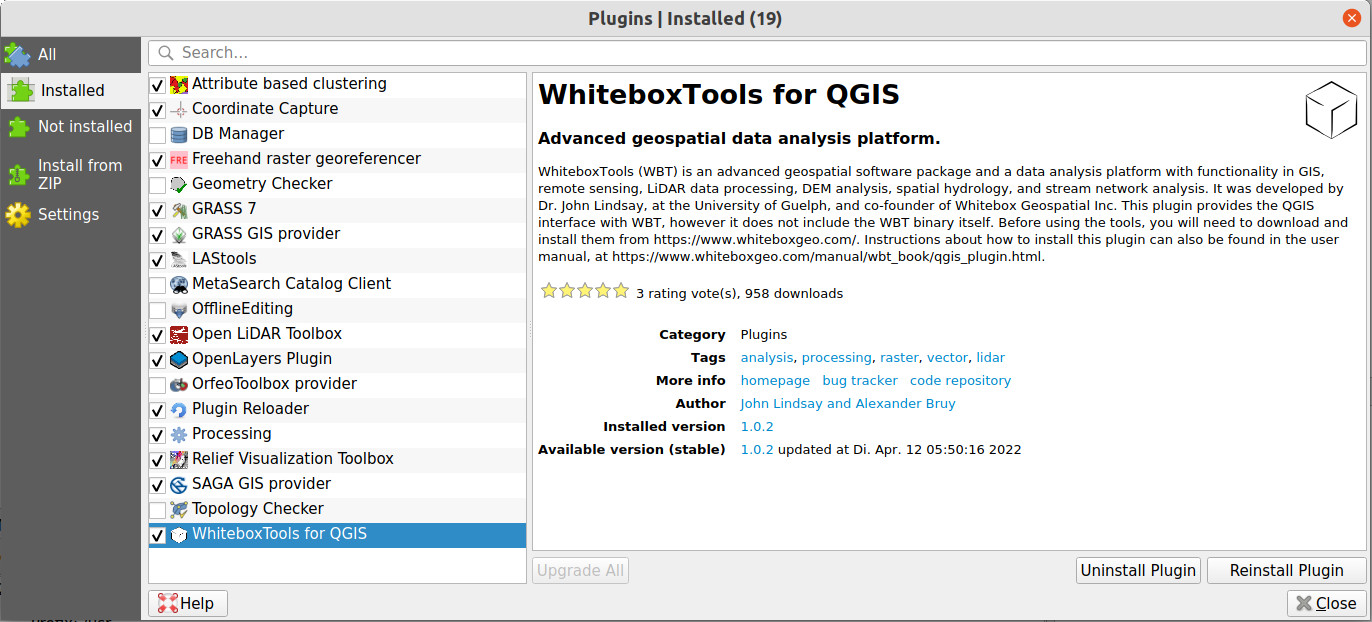 Plugins | Installed (19)
All
Installed
Not installed
Install from
ZIP
Settings
Search…
Attribute based clustering
Coordinate Capture
DB Manager
FRE Freehand raster georeferencer
Geometry Checker
GRASS 7
GRASS GIS provider
LAStools
MetaSearch Catalog Client
OfflineEditing
Open LiDAR Toolbox
OpenLayers Plugin
OrfeoToolbox provider
Plugin Reloader
Processing
Relief Visualization Toolbox
SAGA GIS provider
Topology Checker
WhiteboxTools for QGIS
WhiteboxTools for QGIS
Advanced geospatial data analysis platform.
WhiteboxTools (WBT) is an advanced geospatial software package and a data analysis platform with functionality in GIS,
remote sensing, LiDAR data processing, DEM analysis, spatial hydrology, and stream network analysis. It was developed by
Dr. John Lindsay, at the University of Guelph, and co-founder of Whitebox Geospatial Inc. This plugin provides the QGIS
interface with WBT, however it does not include the WBT binary itself. Before using the tools, you will need to download and
install them from https://www.whiteboxgeo.com/. Instructions about how to install this plugin can also be found in the user
manual, at https://www.whiteboxgeo.com/manual/wbt_book/qgis_plugin.html.
3 rating vote(s), 958 downloads
Category Plugins
Tags analysis, processing, raster, vector, lidar
More info homepage bug tracker code repository
Author John Lindsay and Alexander Bruy
Installed version 1.0.2
Available version (stable) 1.0.2 updated at Di. Apr. 12 05:50:16 2022
Upgrade All
Uninstall Plugin
Reinstall Plugin
Help
Close